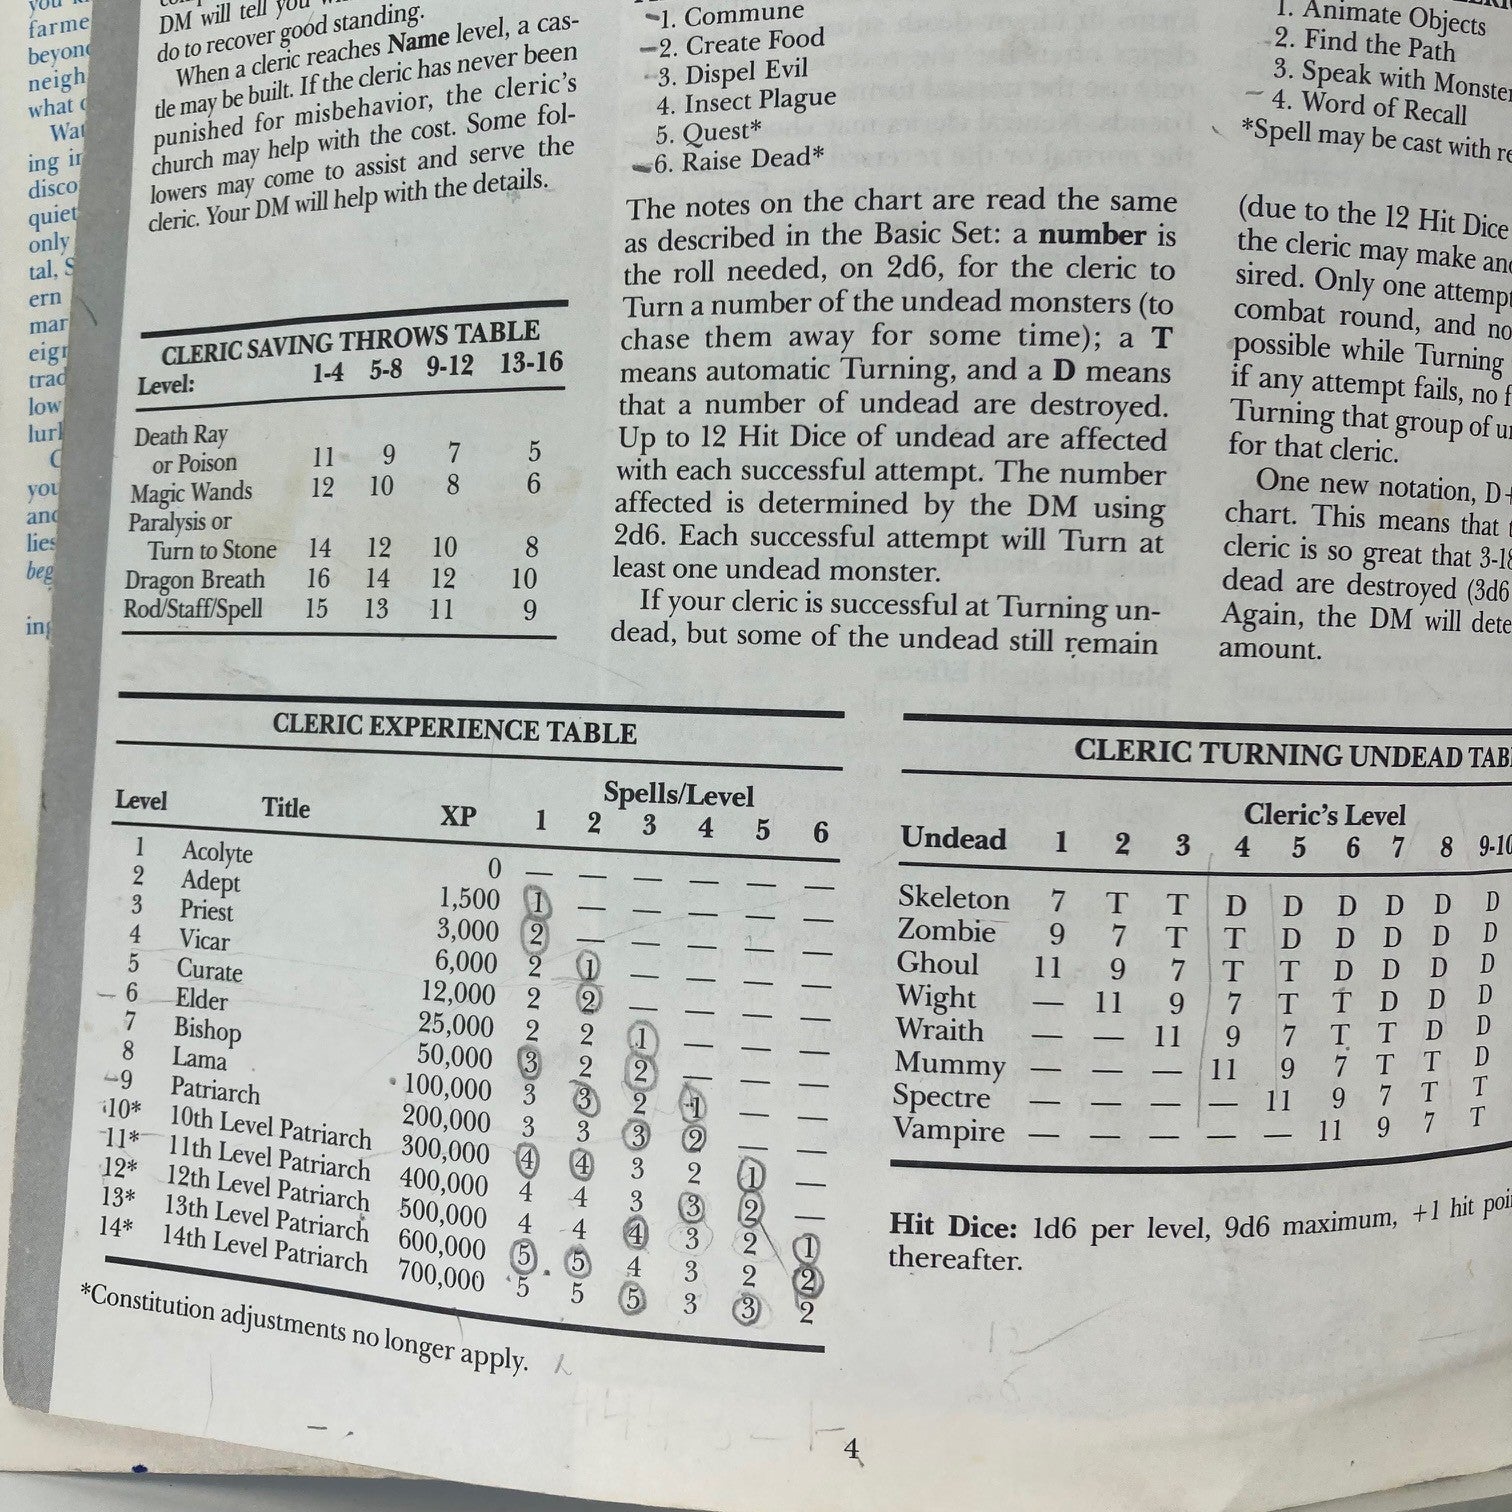 farme
beyond
neigh
what
Wat
ing ir
disco
quiet
only
tal, S
ern
mar
eigr
trad
low
lurl
you
and
lies
beg
ing
DM will tell you
do to recover good standing.
When a cleric reaches Name level, a cas-
tle may be built. If the cleric has never been
punished for misbehavior, the cleric's
church may help with the cost. Some fol-
lowers may come to assist and serve the
cleric. Your DM will help with the details.
CLERIC SAVING THROWS TABLE
Level: 1-4 5-8 9-12 13-16
Death Ray
or Poison 11 9 7 5
Magic Wands 12 10 8 6
Paralysis or
Turn to Stone 14 12 10 8
Dragon Breath 16 14 12 10
Rod/Staff/Spell 15 13 11 9
1. Commune
2. Create Food
3. Dispel Evil
4. Insect Plague
5. Quest*
6. Raise Dead*
The notes on the chart are read the same
as described in the Basic Set: a number is
the roll needed, on 2d6, for the cleric to
Turn a number of the undead monsters (to
chase them away for some time); a T
means automatic Turning, and a D means
that a number of undead are destroyed.
Up to 12 Hit Dice of undead are affected
with each successful attempt. The number
affected is determined by the DM using
2d6. Each successful attempt will Turn at
least one undead monster.
If your cleric is successful at Turning un-
dead, but some of the undead still remain
1. Animate Objects
2. Find the Path
3. Speak with Monster
4. Word of Recall
*Spell may be cast with re
(due to the 12 Hit Dice
the cleric may make and
sired. Only one attempt
combat round, and no
possible while Turning
if any attempt fails, no f
Turning that group of un
for that cleric.
One new notation, D+
chart. This means that t
cleric is so great that 3-18
dead are destroyed (3d6
Again, the DM will dete
amount.
CLERIC EXPERIENCE TABLE
Spells/Level
Level Title XP 1 2 3 4 5 6
1 Acolyte 0 — — — — — —
2 Adept 1,500 1 — — — — —
3 Priest 3,000 2 — — — — —
4 Vicar 6,000 2 1 — — — —
5 Curate 12,000 2 2 — — — —
6 Elder 25,000 2 2 1 — — —
7 Bishop 50,000 3 2 2 — — —
8 Lama 100,000 3 3 2 1 — —
9 Patriarch 200,000 3 3 3 2 — —
10* 10th Level Patriarch 300,000 4 4 3 2 1 —
11* 11th Level Patriarch 400,000 4 4 3 3 2 —
12* 12th Level Patriarch 500,000 4 4 4 3 2 1
13* 13th Level Patriarch 600,000 5 5 4 3 2 2
14* 14th Level Patriarch 700,000 5 5 5 3 3 2
*Constitution adjustments no longer apply.
CLERIC TURNING UNDEAD TAB
Cleric's Level
Undead 1 2 3 4 5 6 7 8 9-10
Skeleton 7 T T D D D D D D
Zombie 9 7 T T D D D D D
Ghoul 11 9 7 T T D D D D
Wight — 11 9 7 T T D D D
Wraith — — 11 9 7 T T D D
Mummy — — — 11 9 7 T T D
Spectre — — — — 11 9 7 T T
Vampire — — — — — 11 9 7 T
Hit Dice: 1d6 per level, 9d6 maximum, +1 hit poi
thereafter.
4